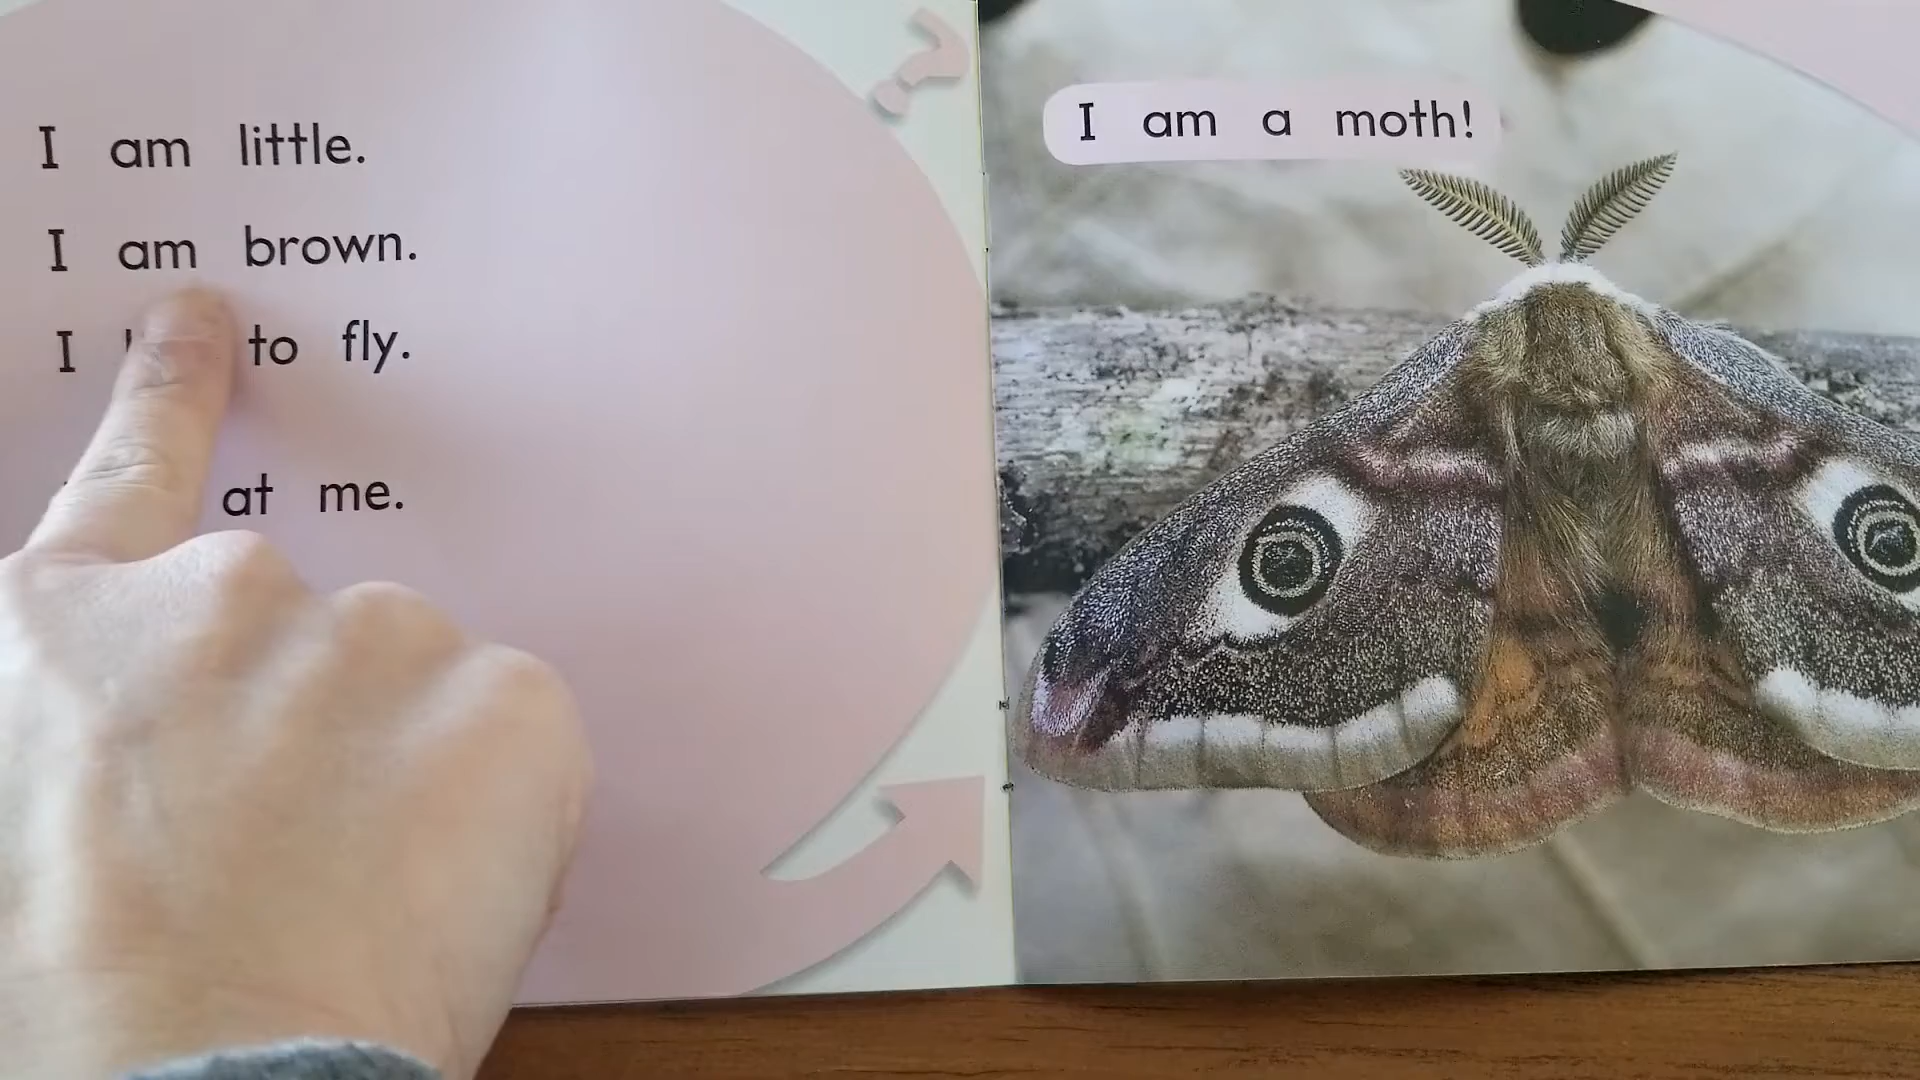 I am little.
I am brown.
I to fly.
at me.
I am a moth!